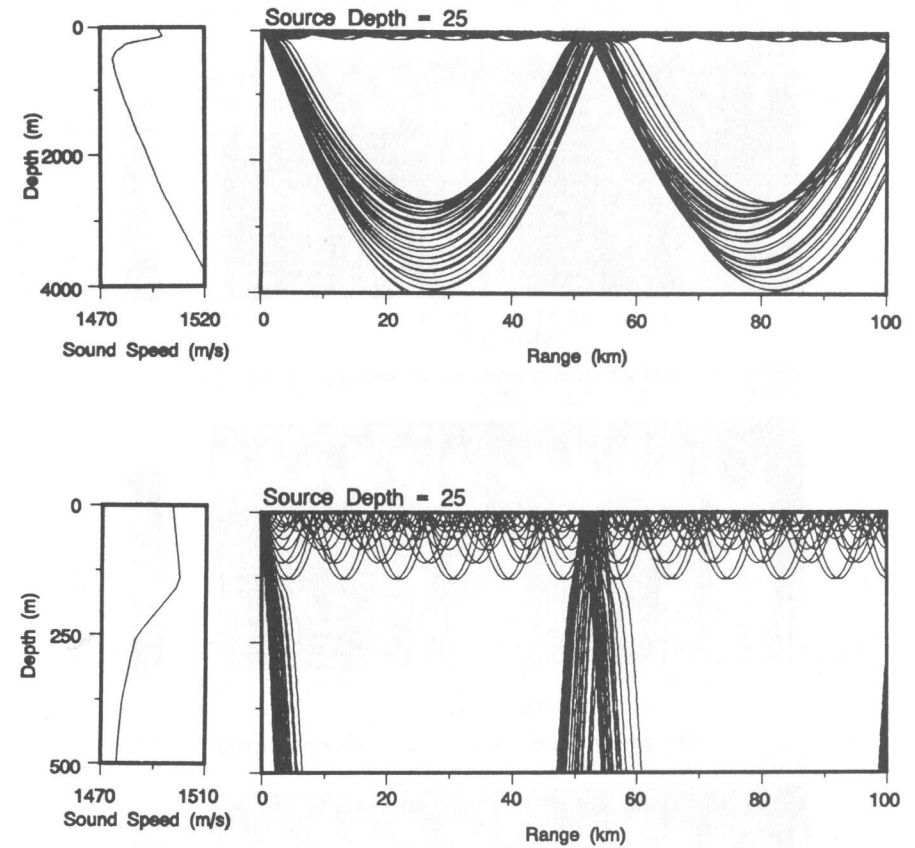 Source Depth = 25
0
2000
4000
Depth (m)
1470 1520
Sound Speed (m/s)
0 20 40 60 80 100
Range (km)
Source Depth = 25
0
250
500
Depth (m)
1470 1510
Sound Speed (m/s)
0 20 40 60 80 100
Range (km)